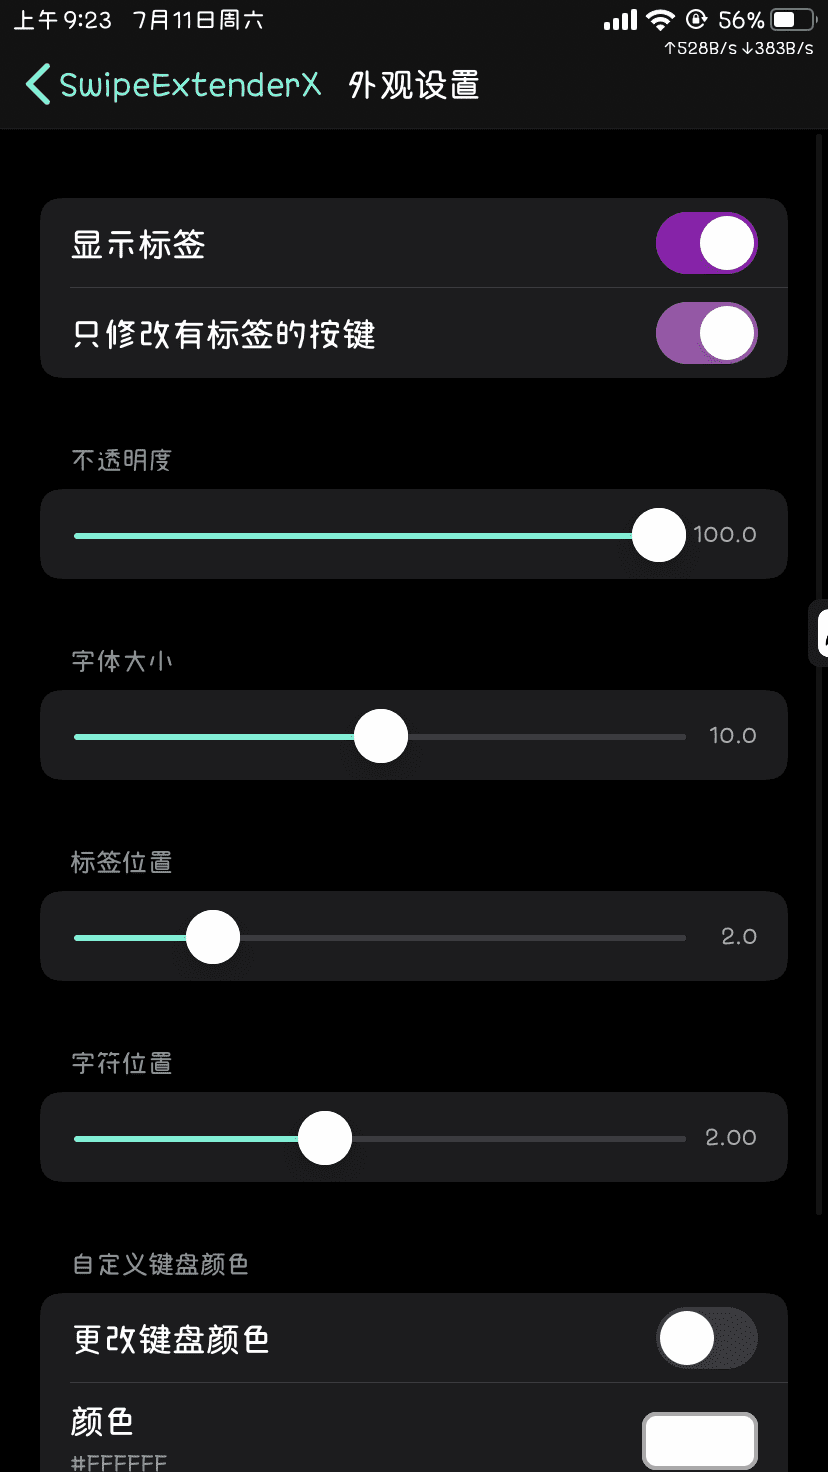 上午9:23 7月11日周六 56%
↑528B/s ↓383B/s
SwipeExtenderX 外观设置
显示标签
只修改有标签的按键
不透明度
100.0
字体大小
10.0
标签位置
2.0
字符位置
2.00
自定义键盘颜色
更改键盘颜色
颜色
#FFFFFF